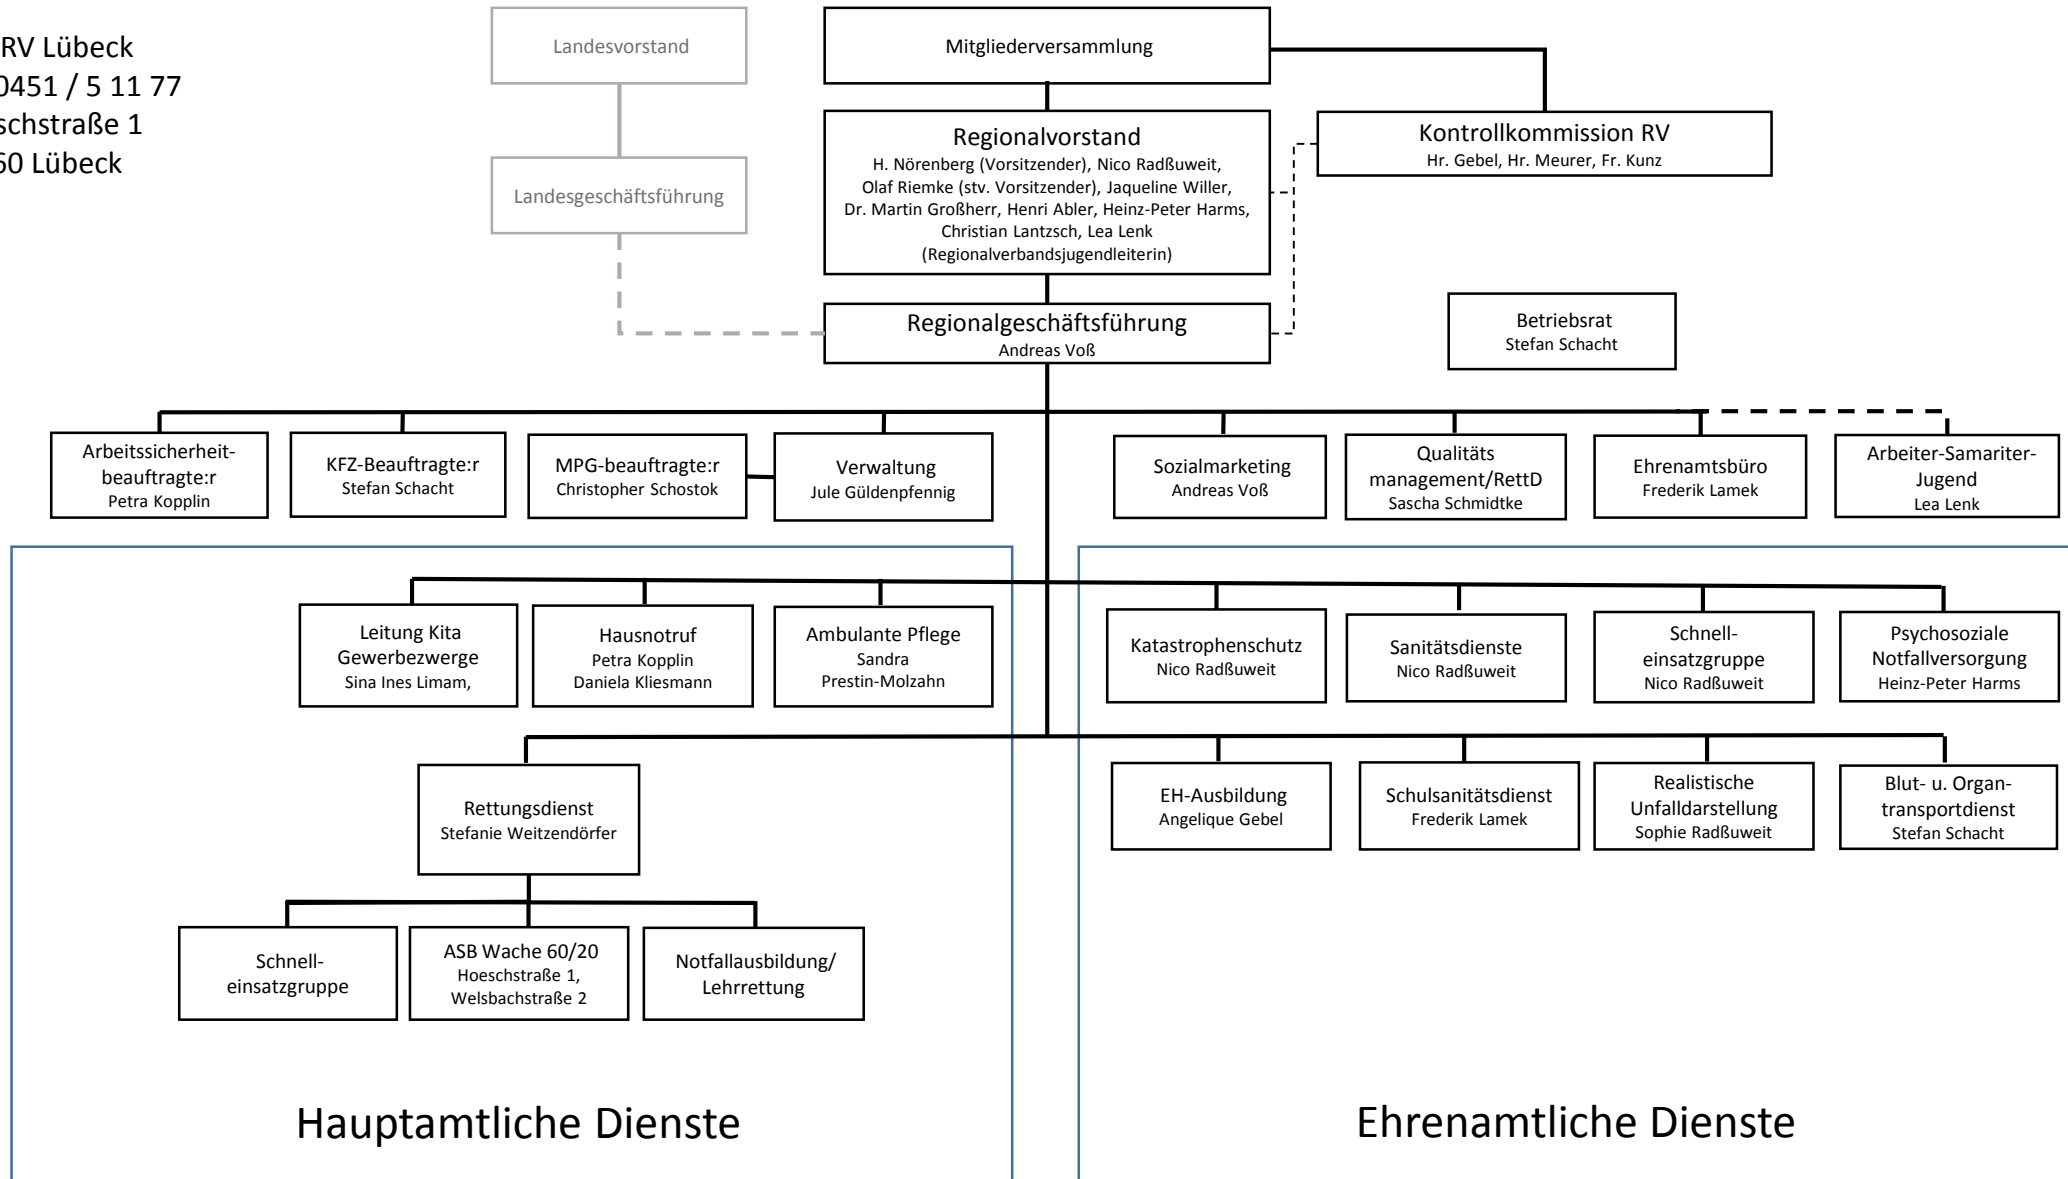 RV Lübeck
0451 / 5 11 77
schstraße 1
60 Lübeck
Landesvorstand
Mitgliederversammlung
Landesgeschäftsführung
Regionalvorstand
H. Nörenberg (Vorsitzender), Nico Radßuweit,
Olaf Riemke (stv. Vorsitzender), Jaqueline Willer,
Dr. Martin Großherr, Henri Abler, Heinz-Peter Harms,
Christian Lantzsch, Lea Lenk
(Regionalverbandsjugendleiterin)
Kontrollkommission RV
Hr. Gebel, Hr. Meurer, Fr. Kunz
Regionalgeschäftsführung
Andreas Voß
Betriebsrat
Stefan Schacht
Arbeitssicherheit-
beauftragte:r
Petra Kopplin
KFZ-Beauftragte:r
Stefan Schacht
MPG-beauftragte:r
Christopher Schostok
Verwaltung
Jule Güldenpfennig
Sozialmarketing
Andreas Voß
Qualitäts
management/RettD
Sascha Schmidtke
Ehrenamtsbüro
Frederik Lamek
Arbeiter-Samariter-
Jugend
Lea Lenk
Leitung Kita
Gewerbezwerge
Sina Ines Limam,
Hausnotruf
Petra Kopplin
Daniela Kliesmann
Ambulante Pflege
Sandra
Prestin-Molzahn
Katastrophenschutz
Nico Radßuweit
Sanitätsdienste
Nico Radßuweit
Schnell-
einsatzgruppe
Nico Radßuweit
Psychosoziale
Notfallversorgung
Heinz-Peter Harms
Rettungsdienst
Stefanie Weitzendörfer
EH-Ausbildung
Angelique Gebel
Schulsanitätsdienst
Frederik Lamek
Realistische
Unfalldarstellung
Sophie Radßuweit
Blut- u. Organ-
transportdienst
Stefan Schacht
Schnell-
einsatzgruppe
ASB Wache 60/20
Hoeschstraße 1,
Welsbachstraße 2
Notfallausbildung/
Lehrrettung
Hauptamtliche Dienste
Ehrenamtliche Dienste